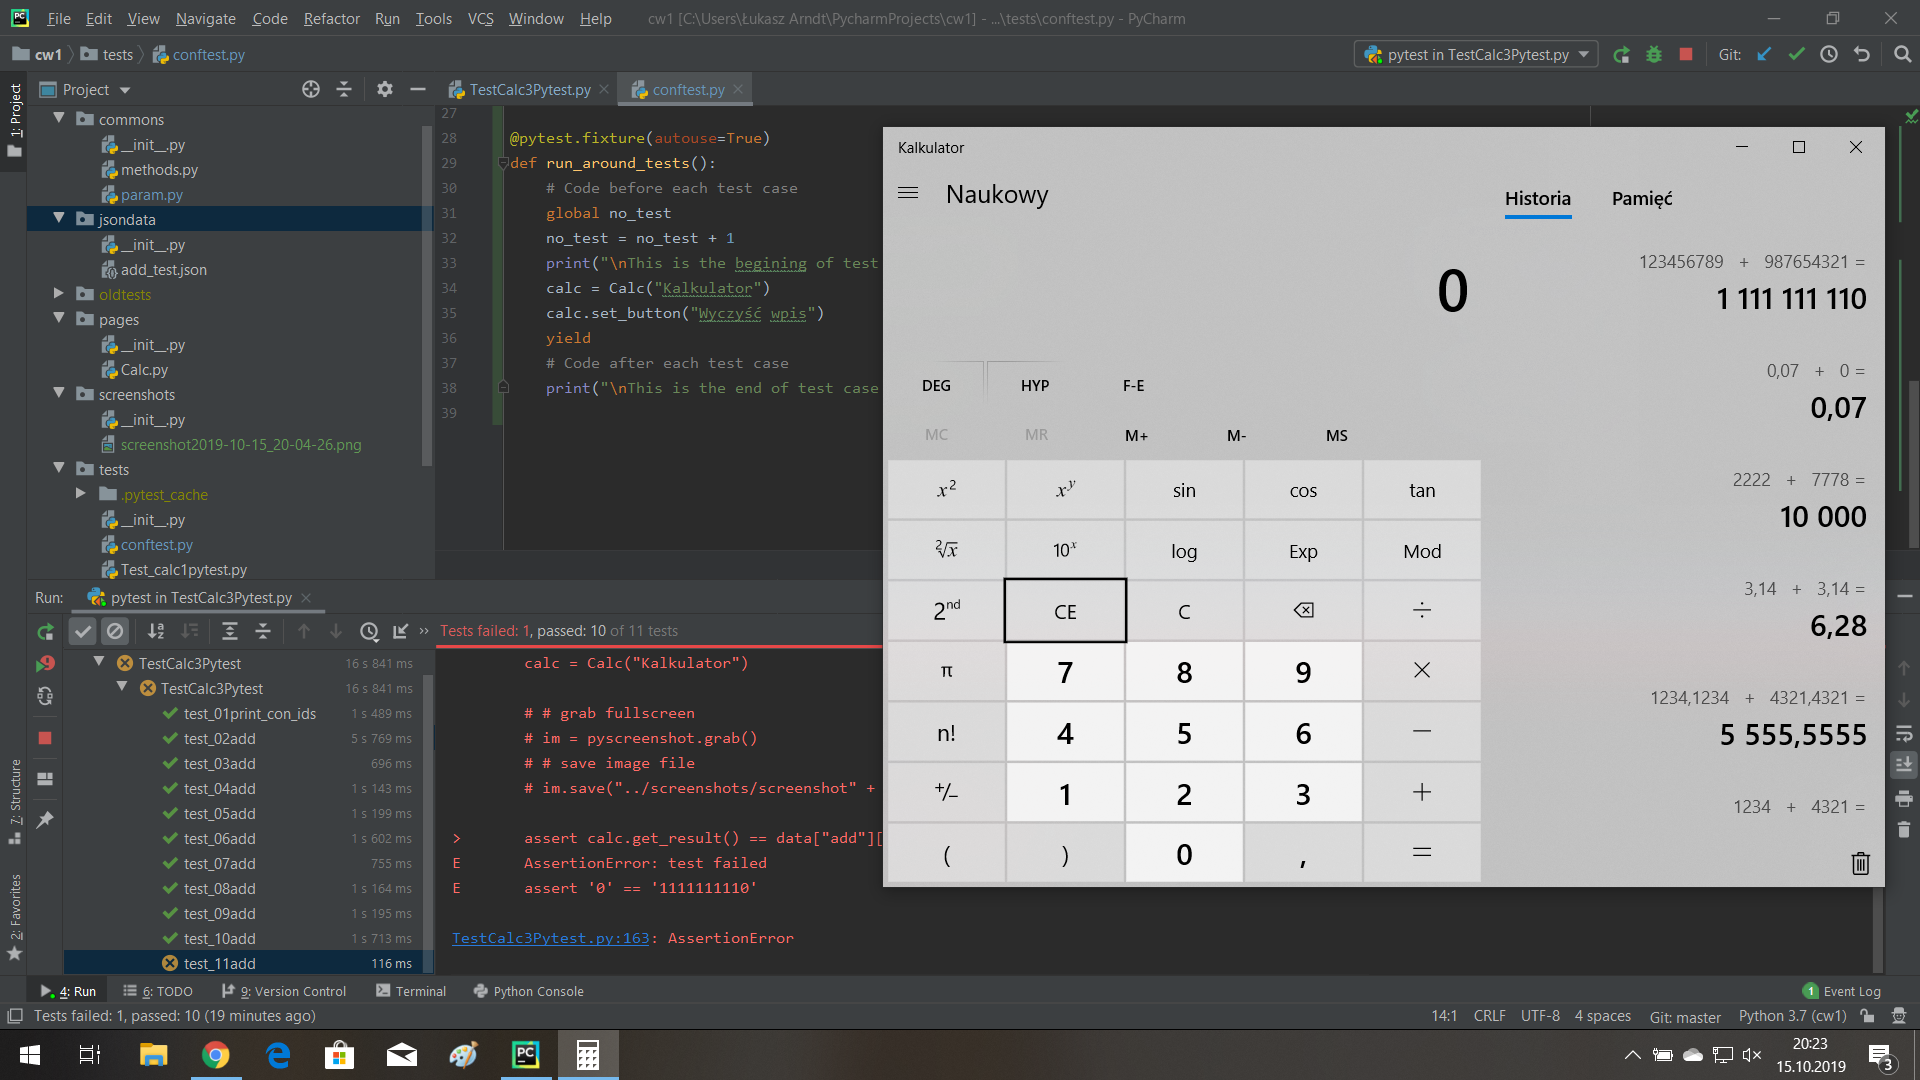 File Edit View Navigate Code Refactor Run Tools VCS Window Help cw1 [C:\Users\Łukasz Arndt\PycharmProjects\cw1] - ...\tests\conftest.py - PyCharm
cw1 tests conftest.py pytest in TestCalc3Pytest.py Git:
1: Project
Project
TestCalc3Pytest.py conftest.py
commons
__init__.py
methods.py
param.py
jsondata
__init__.py
add_test.json
oldtests
pages
__init__.py
Calc.py
screenshots
__init__.py
screenshot2019-10-15_20-04-26.png
tests
.pytest_cache
__init__.py
conftest.py
Test_calc1pytest.py
27
28 @pytest.fixture(autouse=True)
29 def run_around_tests():
30 # Code before each test case
31 global no_test
32 no_test = no_test + 1
33 print("\nThis is the begining of test
34 calc = Calc("Kalkulator")
35 calc.set_button("Wyczyść wpis")
36 yield
37 # Code after each test case
38 print("\nThis is the end of test case
39
Kalkulator
Naukowy
Historia Pamięć
0
123456789 + 987654321 =
1 111 111 110
0,07 + 0 =
0,07
2222 + 7778 =
10 000
3,14 + 3,14 =
6,28
1234,1234 + 4321,4321 =
5 555,5555
1234 + 4321 =
DEG HYP F-E
MC MR M+ M- MS
x² xʸ sin cos tan
²√x 10ˣ log Exp Mod
2ⁿᵈ CE C ÷
π 7 8 9 ×
n! 4 5 6 −
+/− 1 2 3 +
( ) 0 , =
Run: pytest in TestCalc3Pytest.py
Tests failed: 1, passed: 10 of 11 tests
TestCalc3Pytest 16 s 841 ms
TestCalc3Pytest 16 s 841 ms
test_01print_con_ids 1 s 489 ms
test_02add 5 s 769 ms
test_03add 696 ms
test_04add 1 s 143 ms
test_05add 1 s 199 ms
test_06add 1 s 602 ms
test_07add 755 ms
test_08add 1 s 164 ms
test_09add 1 s 195 ms
test_10add 1 s 713 ms
test_11add 116 ms
calc = Calc("Kalkulator")
# # grab fullscreen
# im = pyscreenshot.grab()
# # save image file
# im.save("../screenshots/screenshot" +
> assert calc.get_result() == data["add"][
E AssertionError: test failed
E assert '0' == '1111111110'
TestCalc3Pytest.py:163: AssertionError
7: Structure
2: Favorites
4: Run 6: TODO 9: Version Control Terminal Python Console 1 Event Log
Tests failed: 1, passed: 10 (19 minutes ago) 14:1 CRLF UTF-8 4 spaces Git: master Python 3.7 (cw1)
20:23
15.10.2019
3